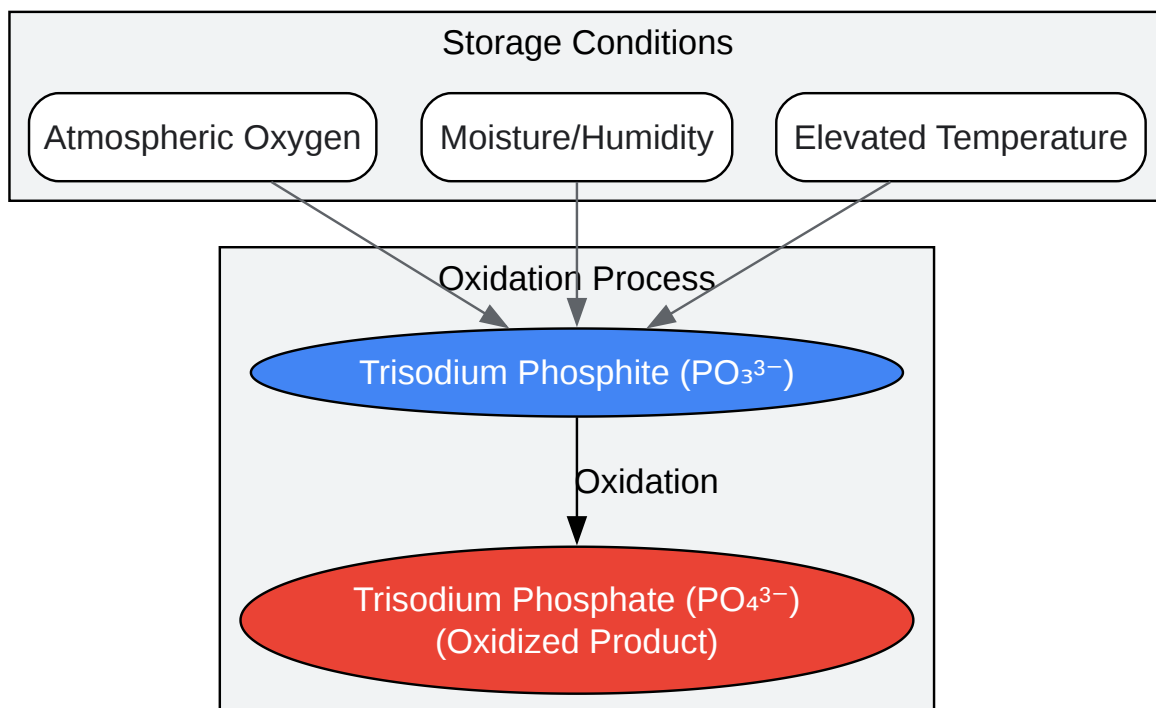 Storage Conditions
Atmospheric Oxygen
Moisture/Humidity
Elevated Temperature
Oxidation Process
Trisodium Phosphite (PO₃³⁻)
Oxidation
Trisodium Phosphate (PO₄³⁻)
(Oxidized Product)